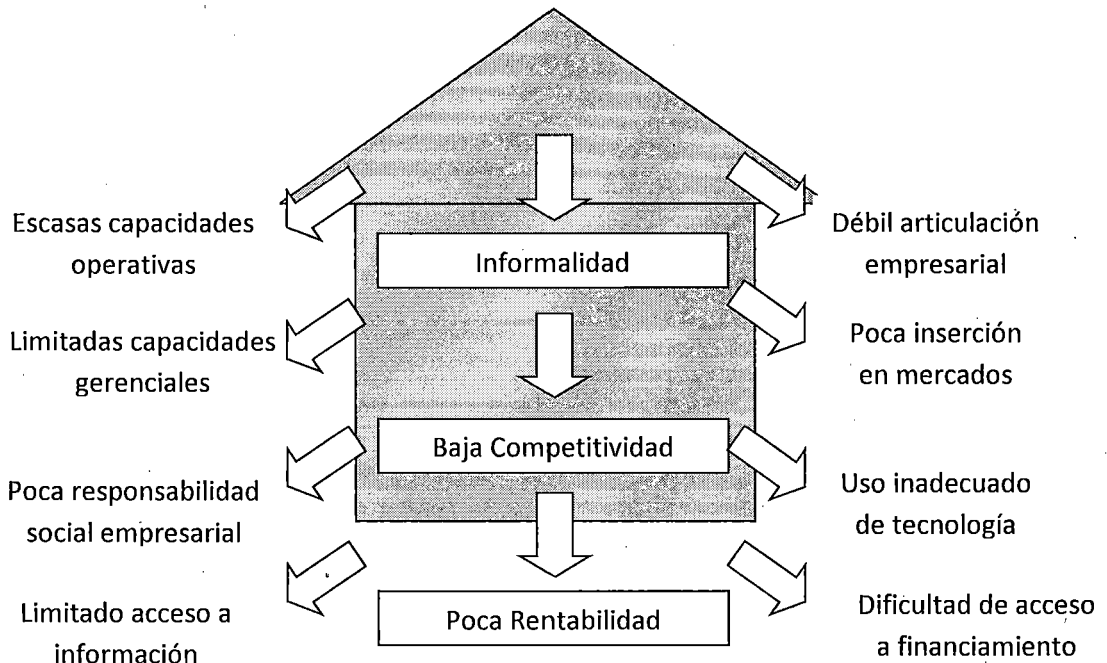 Escasas capacidades
operativas
Informalidad
Débil articulación
empresarial
Limitadas capacidades
gerenciales
Poca inserción
en mercados
Baja Competitividad
Poca responsabilidad
social empresarial
Uso inadecuado
de tecnología
Limitado acceso a
información
Poca Rentabilidad
Dificultad de acceso
a financiamiento